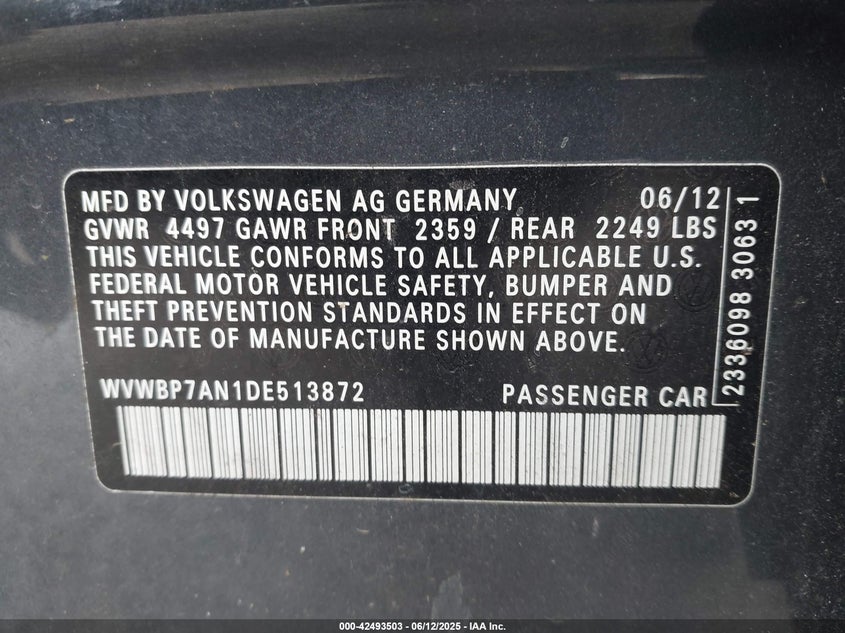 MFD BY VOLKSWAGEN AG GERMANY 06/12
GVWR 4497 GAWR FRONT 2359 / REAR 2249 LBS
THIS VEHICLE CONFORMS TO ALL APPLICABLE U.S.
FEDERAL MOTOR VEHICLE SAFETY, BUMPER AND
THEFT PREVENTION STANDARDS IN EFFECT ON
THE DATE OF MANUFACTURE SHOWN ABOVE.
WVWBP7AN1DE513872 PASSENGER CAR
2336098 3063 1
000-42493503 - 06/12/2025 - IAA Inc.